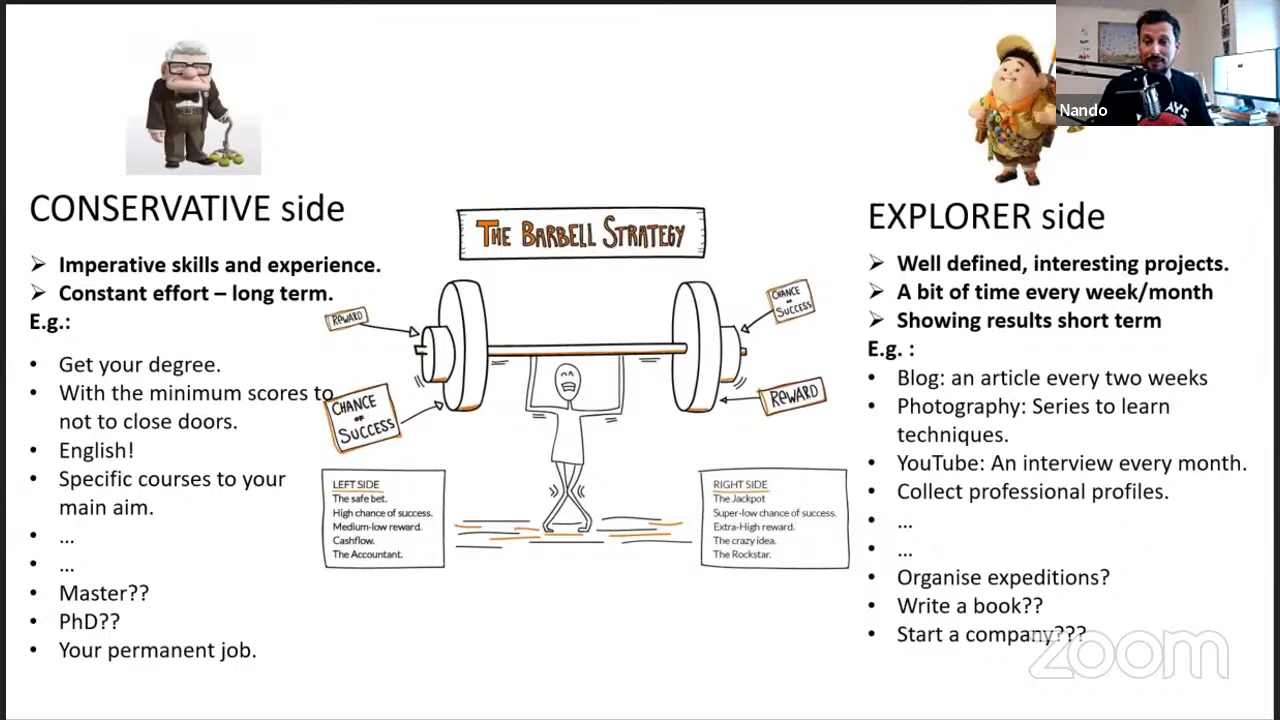 Nando
CONSERVATIVE side
Imperative skills and experience.
Constant effort – long term.
E.g.:
Get your degree.
With the minimum scores to
not to close doors.
English!
Specific courses to your
main aim.
...
...
Master??
PhD??
Your permanent job.
THE BARBELL STRATEGY
REWARD
CHANCE
OF
SUCCESS
CHANCE
OF
SUCCESS
REWARD
LEFT SIDE
The safe bet.
High chance of success.
Medium-low reward.
Cashflow.
The Accountant.
RIGHT SIDE
The Jackpot
Super-low chance of success.
Extra-High reward.
The crazy idea.
The Rockstar.
EXPLORER side
Well defined, interesting projects.
A bit of time every week/month
Showing results short term
E.g. :
Blog: an article every two weeks
Photography: Series to learn
techniques.
YouTube: An interview every month.
Collect professional profiles.
...
...
Organise expeditions?
Write a book??
Start a company???
zoom